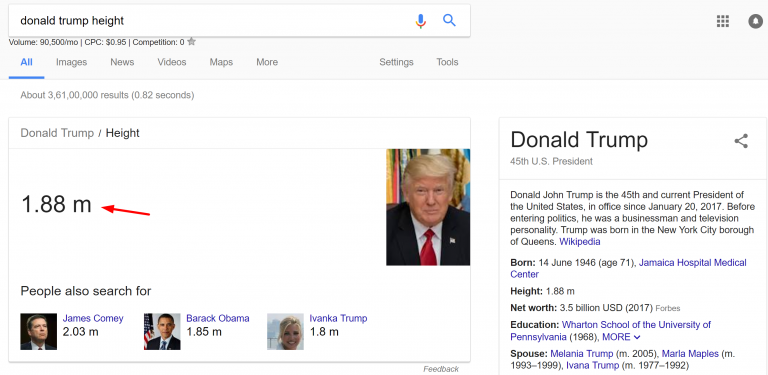 donald trump height
Volume: 90,500/mo | CPC: $0.95 | Competition: 0
All Images News Videos Maps More Settings Tools
About 3,61,00,000 results (0.82 seconds)
Donald Trump / Height
1.88 m
People also search for
James Comey
2.03 m
Barack Obama
1.85 m
Ivanka Trump
1.8 m
Feedback
Donald Trump
45th U.S. President
Donald John Trump is the 45th and current President of
the United States, in office since January 20, 2017. Before
entering politics, he was a businessman and television
personality. Trump was born in the New York City borough
of Queens. Wikipedia
Born: 14 June 1946 (age 71), Jamaica Hospital Medical
Center
Height: 1.88 m
Net worth: 3.5 billion USD (2017) Forbes
Education: Wharton School of the University of
Pennsylvania (1968), MORE
Spouse: Melania Trump (m. 2005), Marla Maples (m.
1993–1999), Ivana Trump (m. 1977–1992)